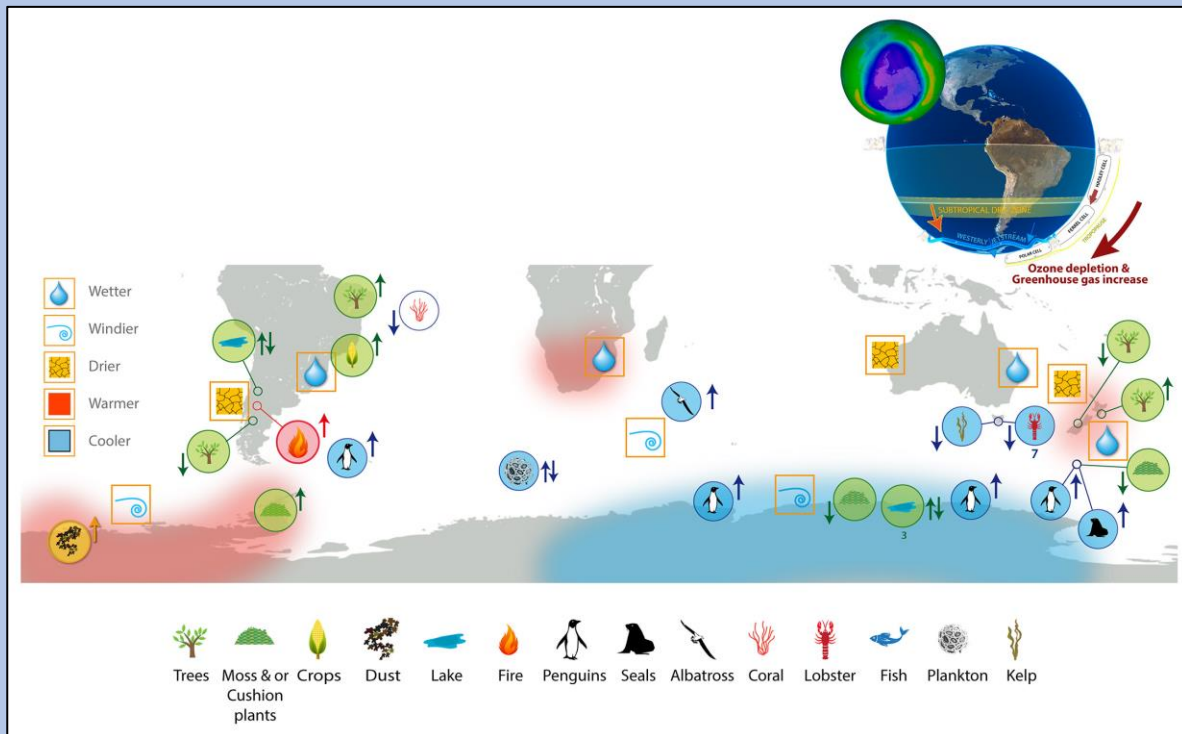 SUBTROPICAL DRY ZONE
WESTERLY JETSTREAM
HADLEY CELL
FERREL CELL
POLAR CELL
TROPOPAUSE
Ozone depletion &
Greenhouse gas increase
Wetter
Windier
Drier
Warmer
Cooler
7
3
Trees
Moss & or
Cushion
plants
Crops
Dust
Lake
Fire
Penguins
Seals
Albatross
Coral
Lobster
Fish
Plankton
Kelp